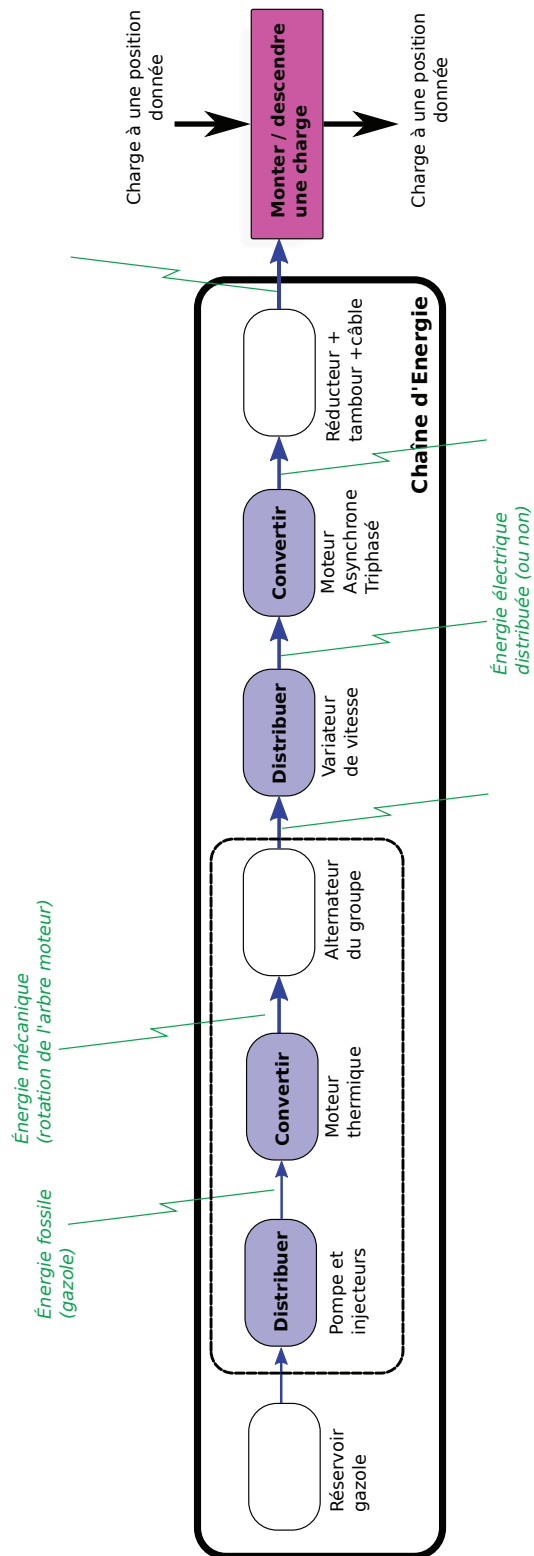 Énergie fossile
(gazole)
Énergie mécanique
(rotation de l'arbre moteur)
Charge à une position
donnée
Réservoir
gazole
Distribuer
Pompe et
injecteurs
Convertir
Moteur
thermique
Alternateur
du groupe
Distribuer
Variateur
de vitesse
Convertir
Moteur
Asynchrone
Triphasé
Réducteur +
tambour +câble
Monter / descendre
une charge
Chaîne d'Energie
Énergie électrique
distribuée (ou non)
Charge à une position
donnée